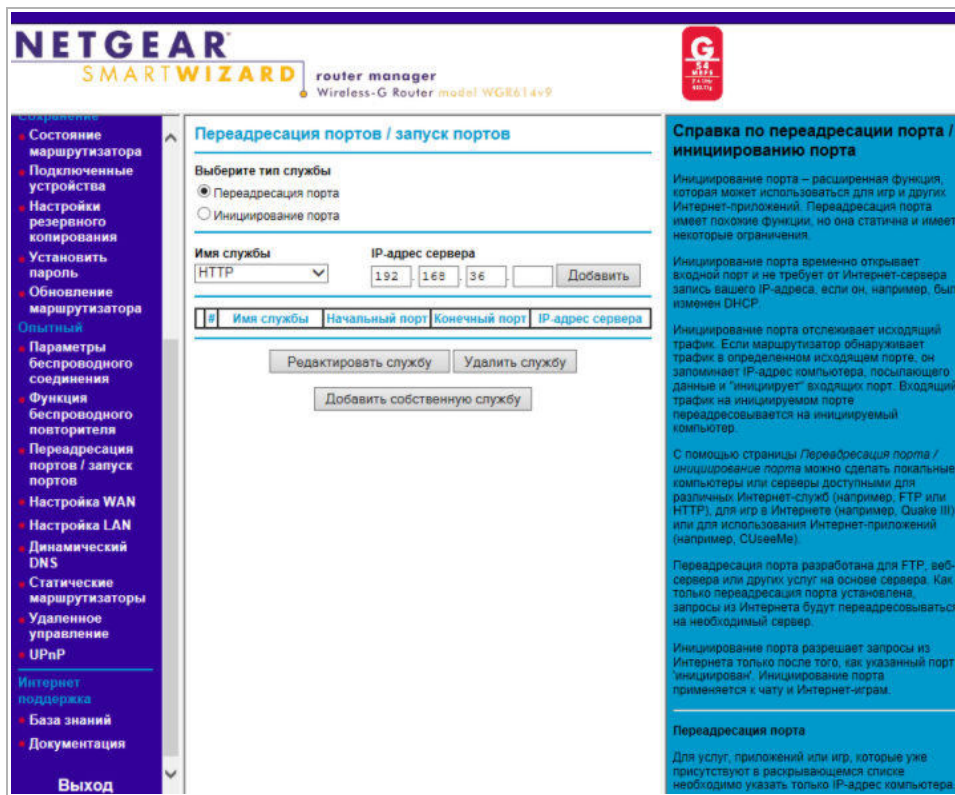 NETGEAR
SMARTWIZARD
router manager
Wireless-G Router model WGR614v9
G
54
MBPS
2.4 GHz
802.11g
Сохранение
Состояние
маршрутизатора
Подключенные
устройства
Настройки
резервного
копирования
Установить
пароль
Обновление
маршрутизатора
Опытный
Параметры
беспроводного
соединения
Функция
беспроводного
повторителя
Переадресация
портов / запуск
портов
Настройка WAN
Настройка LAN
Динамический
DNS
Статические
маршрутизаторы
Удаленное
управление
UPnP
Интернет
поддержка
База знаний
Документация
Выход
Переадресация портов / запуск портов
Выберите тип службы
Переадресация порта
Инициирование порта
Имя службы IP-адрес сервера
HTTP 192 . 168 . 36 . Добавить
# Имя службы Начальный порт Конечный порт IP-адрес сервера
Редактировать службу Удалить службу
Добавить собственную службу
Справка по переадресации порта /
инициированию порта
Инициирование порта – расширенная функция,
которая может использоваться для игр и других
Интернет-приложений. Переадресация порта
имеет похожие функции, но она статична и имеет
некоторые ограничения.
Инициирование порта временно открывает
входной порт и не требует от Интернет-сервера
запись вашего IP-адреса, если он, например, был
изменен DHCP.
Инициирование порта отслеживает исходящий
трафик. Если маршрутизатор обнаруживает
трафик в определенном исходящем порте, он
запоминает IP-адрес компьютера, посылающего
данные и "инициирует" входящих порт. Входящий
трафик на инициируемом порте
переадресовывается на инициируемый
компьютер.
С помощью страницы Переадресация порта /
инициирование порта можно сделать локальные
компьютеры или серверы доступными для
различных Интернет-служб (например, FTP или
HTTP), для игр в Интернете (например, Quake III)
или для использования Интернет-приложений
(например, CUseeMe).
Переадресация порта разработана для FTP, веб-
сервера или других услуг на основе сервера. Как
только переадресация порта установлена,
запросы из Интернета будут переадресовываться
на необходимый сервер.
Инициирование порта разрешает запросы из
Интернета только после того, как указанный порт
'инициирован'. Инициирование порта
применяется к чату и Интернет-играм.
Переадресация порта
Для услуг, приложений или игр, которые уже
присутствуют в раскрывающемся списке
необходимо указать только IP-адрес компьютера